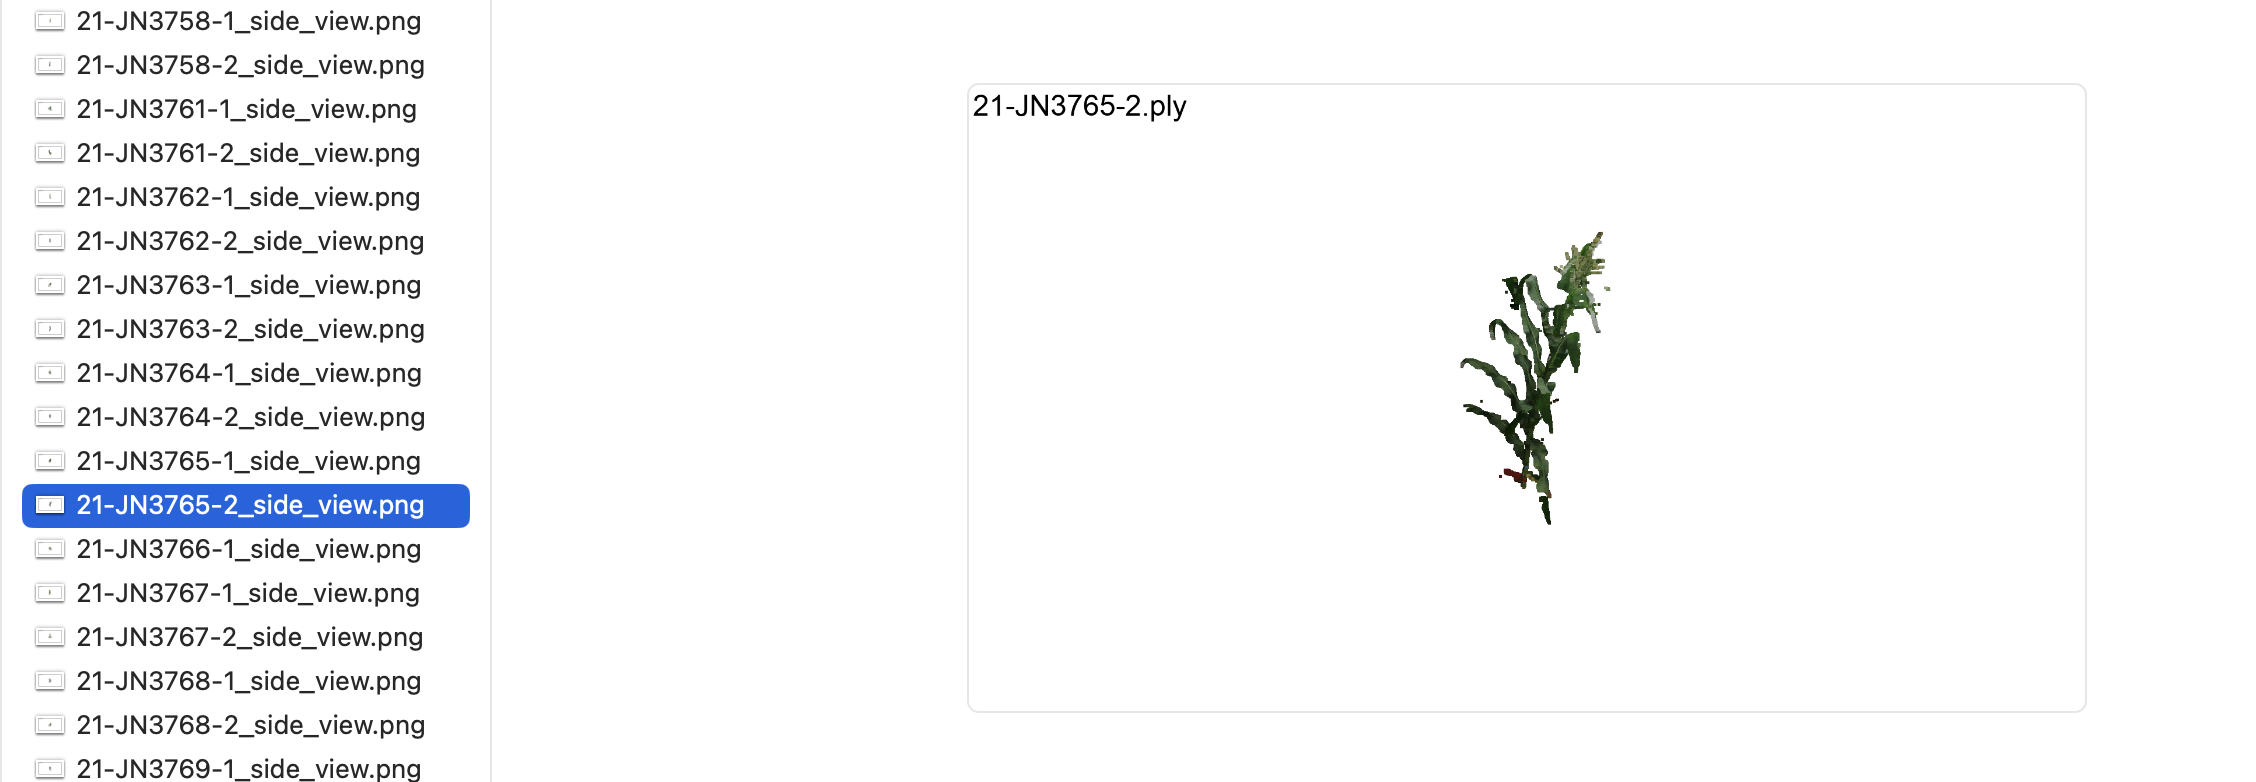 21-JN3758-1_side_view.png
21-JN3758-2_side_view.png
21-JN3761-1_side_view.png
21-JN3761-2_side_view.png
21-JN3762-1_side_view.png
21-JN3762-2_side_view.png
21-JN3763-1_side_view.png
21-JN3763-2_side_view.png
21-JN3764-1_side_view.png
21-JN3764-2_side_view.png
21-JN3765-1_side_view.png
21-JN3765-2_side_view.png
21-JN3766-1_side_view.png
21-JN3767-1_side_view.png
21-JN3767-2_side_view.png
21-JN3768-1_side_view.png
21-JN3768-2_side_view.png
21-JN3769-1_side_view.png
21-JN3765-2.ply